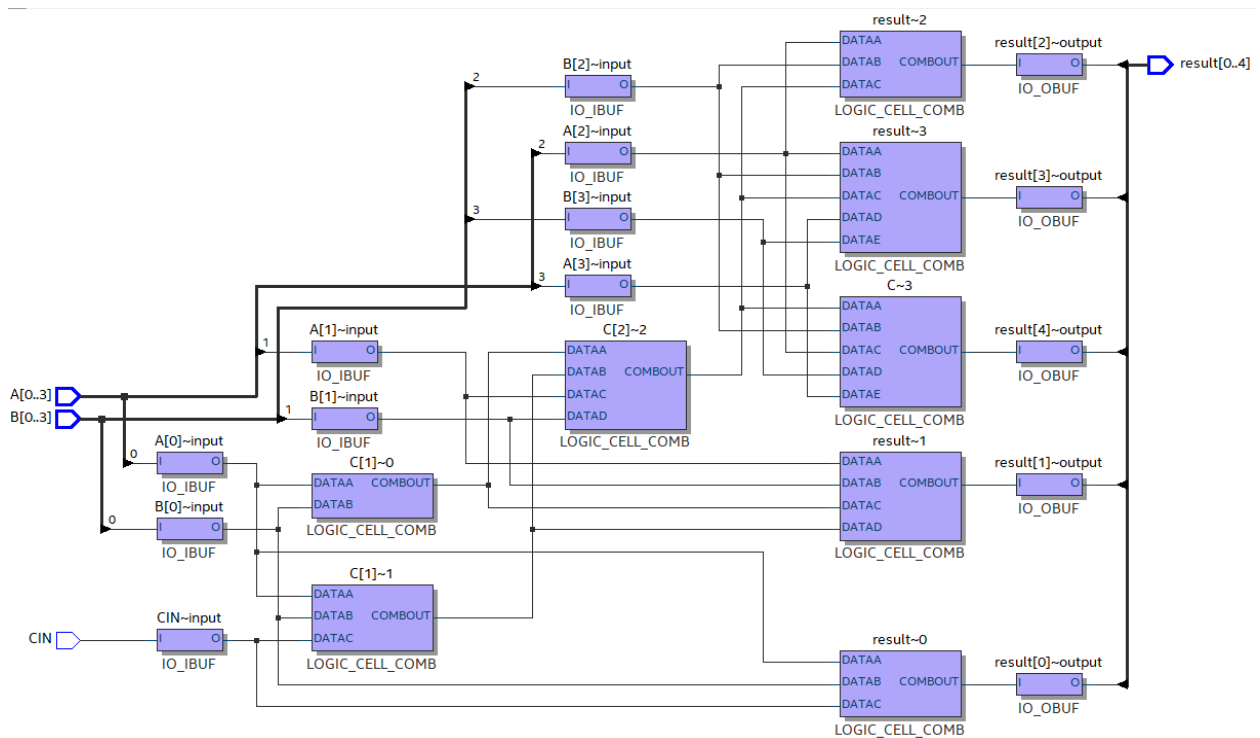 result~2
DATAA
DATAB COMBOUT
DATAC
LOGIC_CELL_COMB
result[2]~output
I O
IO_OBUF
result[0..4]
2
B[2]~input
I O
IO_IBUF
2
A[2]~input
I O
IO_IBUF
result~3
DATAA
DATAB
DATAC COMBOUT
DATAD
DATAE
LOGIC_CELL_COMB
result[3]~output
I O
IO_OBUF
3
B[3]~input
I O
IO_IBUF
3
A[3]~input
I O
IO_IBUF
C~3
DATAA
DATAB
DATAC COMBOUT
DATAD
DATAE
LOGIC_CELL_COMB
result[4]~output
I O
IO_OBUF
1
A[1]~input
I O
IO_IBUF
C[2]~2
DATAA
DATAB COMBOUT
DATAC
DATAD
LOGIC_CELL_COMB
A[0..3]
B[0..3]
1
B[1]~input
I O
IO_IBUF
0
A[0]~input
I O
IO_IBUF
0
B[0]~input
I O
IO_IBUF
C[1]~0
DATAA COMBOUT
DATAB
LOGIC_CELL_COMB
result~1
DATAA
DATAB COMBOUT
DATAC
DATAD
LOGIC_CELL_COMB
result[1]~output
I O
IO_OBUF
C[1]~1
DATAA
DATAB COMBOUT
DATAC
LOGIC_CELL_COMB
CIN
CIN~input
I O
IO_IBUF
result~0
DATAA
DATAB COMBOUT
DATAC
LOGIC_CELL_COMB
result[0]~output
I O
IO_OBUF